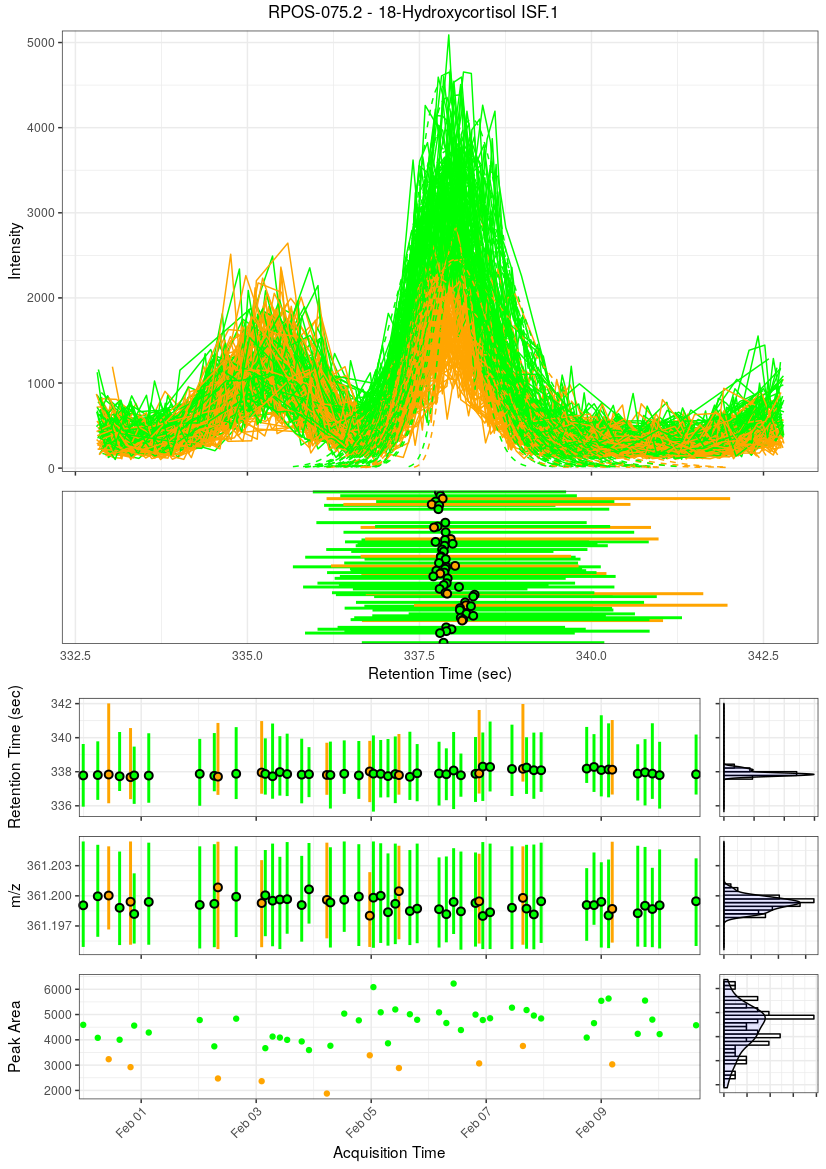 RPOS-075.2 - 18-Hydroxycortisol ISF.1
5000
4000
3000
2000
1000
0
Intensity
332.5
335.0
337.5
340.0
342.5
Retention Time (sec)
342
340
338
336
Retention Time (sec)
361.203
361.200
361.197
m/z
6000
5000
4000
3000
2000
Peak Area
Feb 01
Feb 03
Feb 05
Feb 07
Feb 09
Acquisition Time